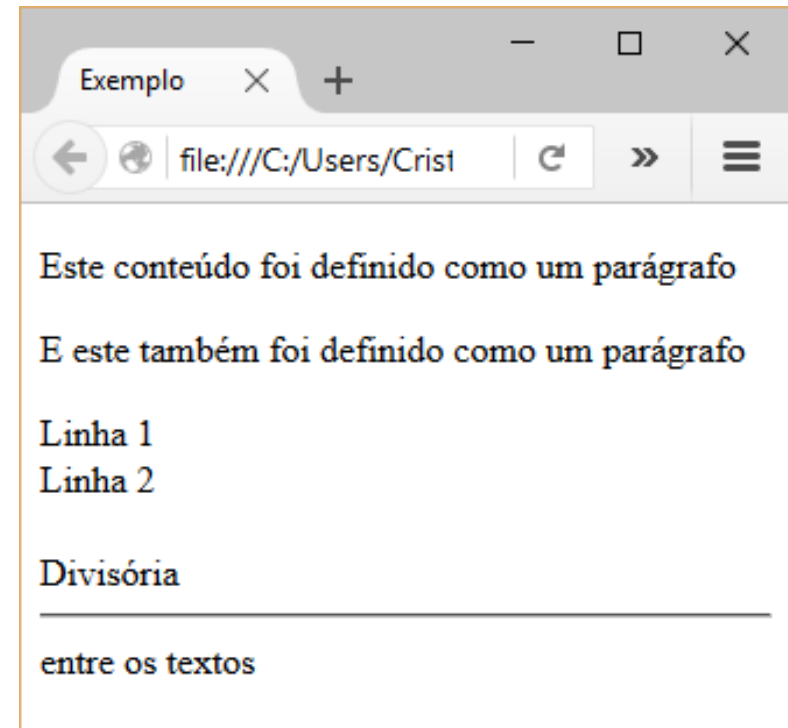 Exemplo
file:///C:/Users/Crist
Este conteúdo foi definido como um parágrafo
E este também foi definido como um parágrafo
Linha 1
Linha 2
Divisória
entre os textos